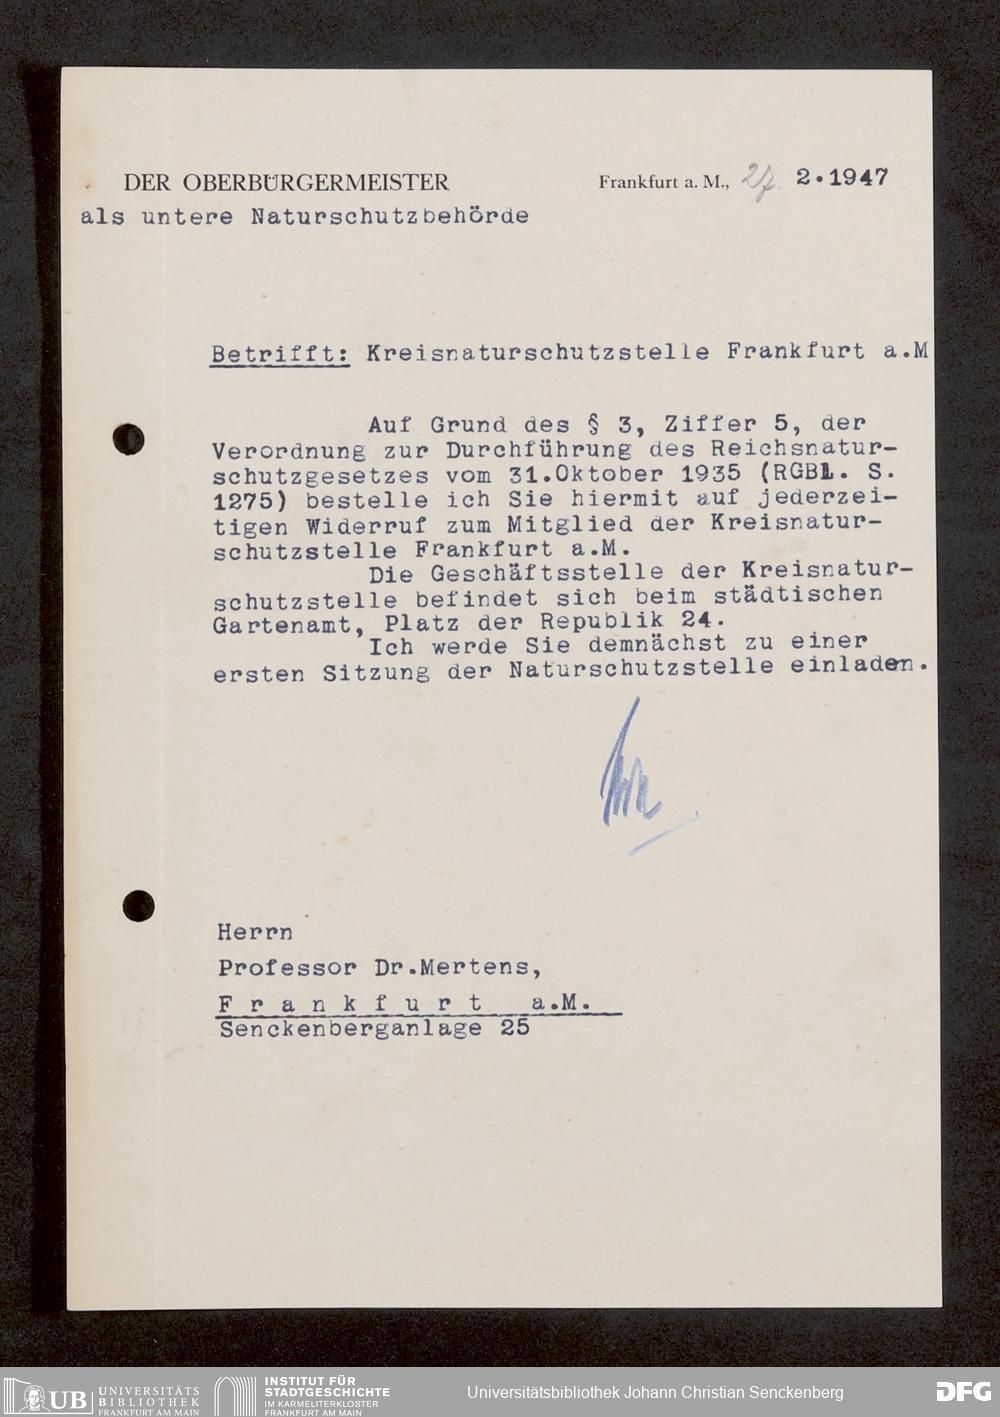 DER OBERBÜRGERMEISTER
Frankfurt a. M., 27. 2.1947
als untere Naturschutzbehörde
Betrifft: Kreisnaturschutzstelle Frankfurt a.M
Auf Grund des § 3, Ziffer 5, der
Verordnung zur Durchführung des Reichsnatur-
schutzgesetzes vom 31.Oktober 1935 (RGBl. S.
1275) bestelle ich Sie hiermit auf jederzei-
tigen Widerruf zum Mitglied der Kreisnatur-
schutzstelle Frankfurt a.M.
Die Geschäftsstelle der Kreisnatur-
schutzstelle befindet sich beim städtischen
Gartenamt, Platz der Republik 24.
Ich werde Sie demnächst zu einer
ersten Sitzung der Naturschutzstelle einladen.
Herrn
Professor Dr.Mertens,
F r a n k f u r t a.M.
Senckenberganlage 25
UB UNIVERSITÄTS
BIBLIOTHEK
FRANKFURT AM MAIN
INSTITUT FÜR
STADTGESCHICHTE
IM KARMELITERKLOSTER
FRANKFURT AM MAIN
Universitätsbibliothek Johann Christian Senckenberg
DFG